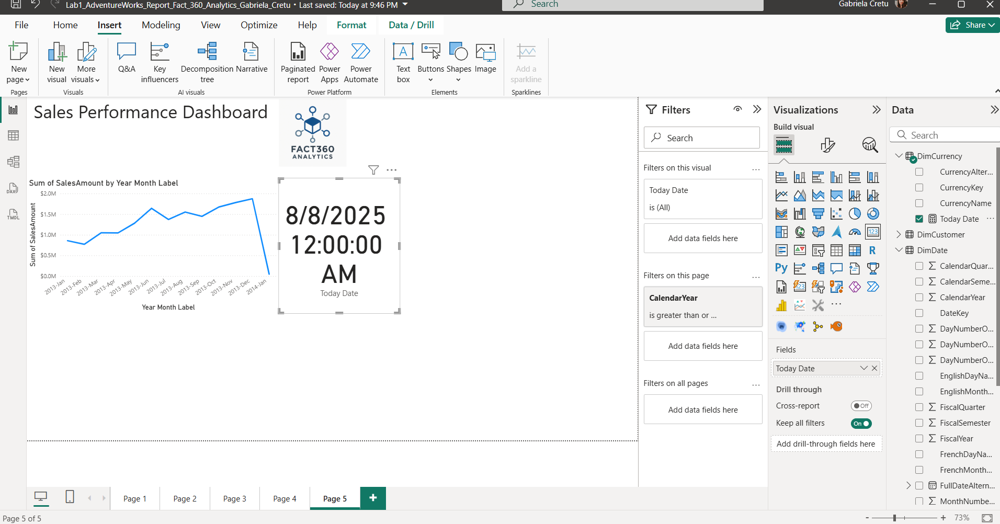 Lab1_AdventureWorks_Report_Fact_360_Analytics_Gabriela_Cretu • Last saved: Today at 9:46 PM
Search
Gabriela Cretu
File
Home
Insert
Modeling
View
Optimize
Help
Format
Data / Drill
Share
New page
New visual
More visuals
Q&A
Key influencers
Decomposition tree
Narrative
Paginated report
Power Apps
Power Automate
Text box
A
Buttons
Shapes
Image
Add a sparkline
Pages
Visuals
AI visuals
Power Platform
Elements
Sparklines
DAX
TMDL
Sales Performance Dashboard
FACT360
ANALYTICS
Sum of SalesAmount by Year Month Label
Sum of SalesAmount
$2.0M
$1.5M
$1.0M
$0.5M
$0.0M
2013-Jan
2013-Feb
2013-Mar
2013-Apr
2013-May
2013-Jun
2013-Jul
2013-Aug
2013-Sep
2013-Oct
2013-Nov
2013-Dec
2014-Jan
Year Month Label
8/8/2025
12:00:00
AM
Today Date
Filters
Search
Filters on this visual
...
Today Date
is (All)
Add data fields here
Filters on this page
...
CalendarYear
is greater than or ...
Add data fields here
Filters on all pages
...
Add data fields here
Visualizations
Build visual
123
R
Py
123
...
Fields
Today Date
Drill through
Cross-report
Off
Keep all filters
On
Add drill-through fields here
Data
Search
DimCurrency
CurrencyAlter...
CurrencyKey
CurrencyName
Today Date
...
DimCustomer
DimDate
CalendarQuar...
CalendarSeme...
CalendarYear
DateKey
DayNumberO...
DayNumberO...
DayNumberO...
EnglishDayNa...
EnglishMonth...
FiscalQuarter
FiscalSemester
FiscalYear
FrenchDayNa...
FrenchMonth...
FullDateAltern...
MonthNumbe...
Page 1
Page 2
Page 3
Page 4
Page 5
+
Page 5 of 5
- + 73%